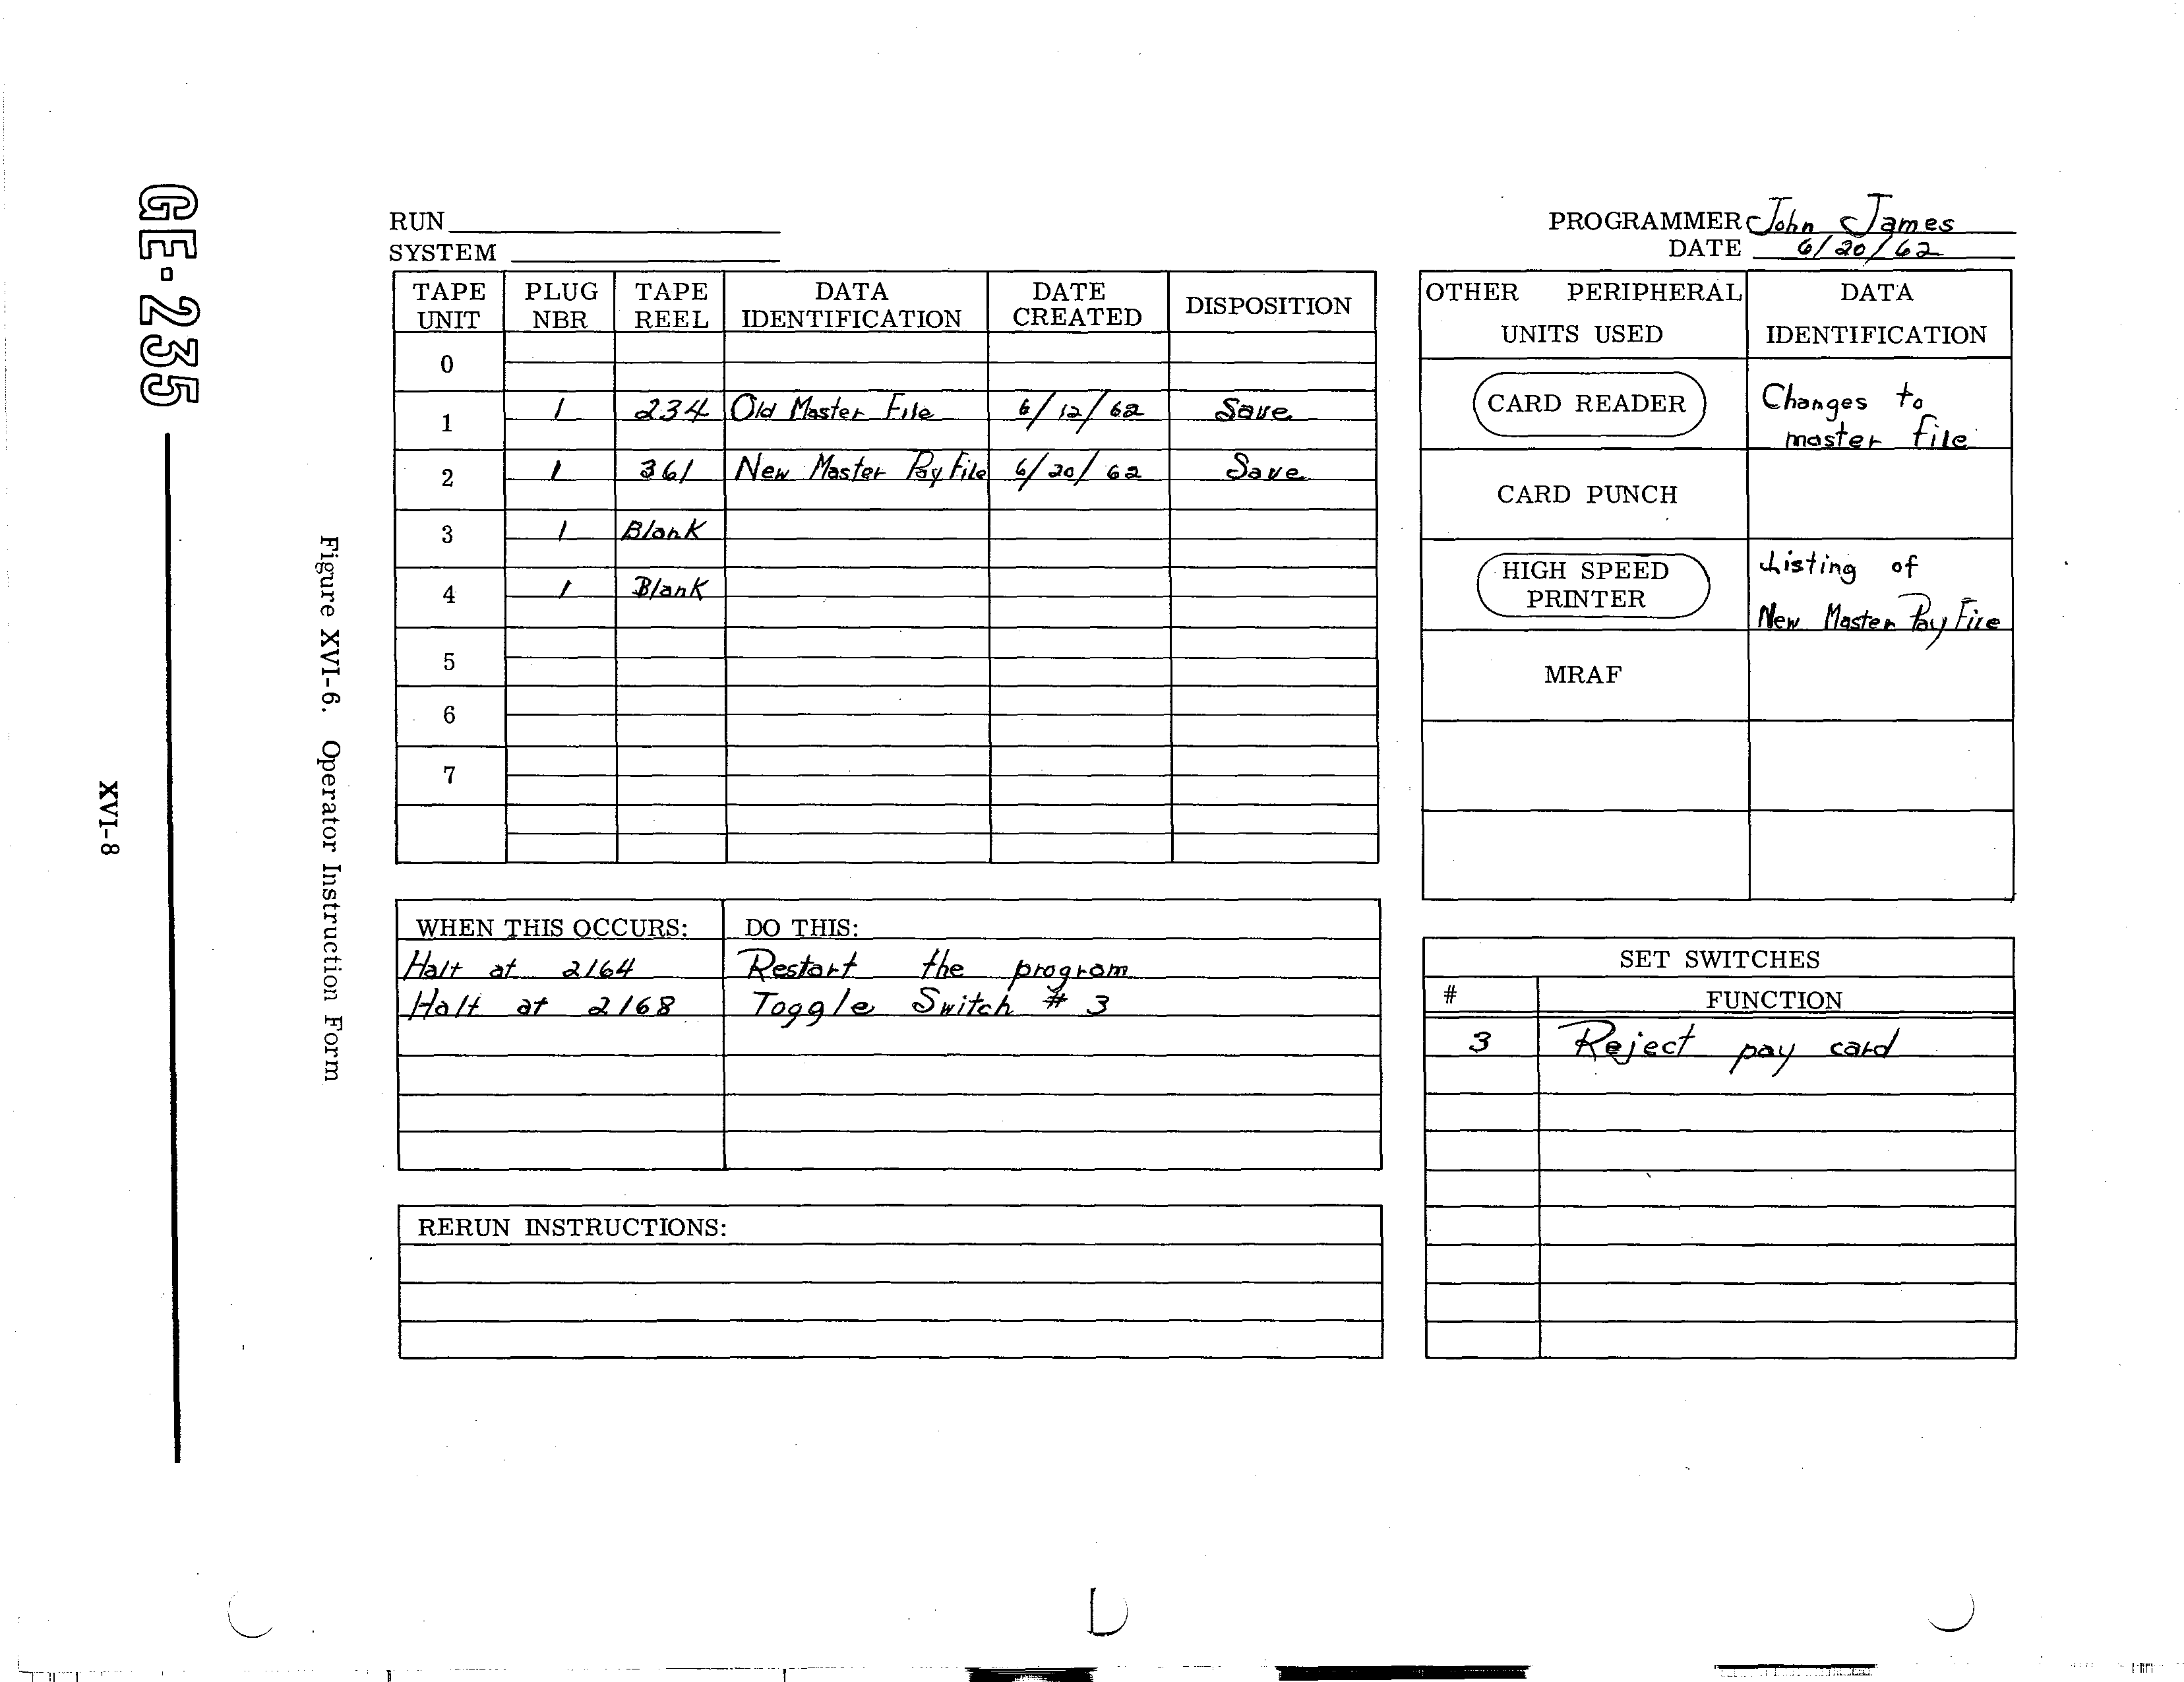 GE-235
XVI-8
Figure XVI-6. Operator Instruction Form
RUN
SYSTEM
PROGRAMMER John James
DATE 6/20/62
TAPE UNIT PLUG NBR TAPE REEL DATA IDENTIFICATION DATE CREATED DISPOSITION
0
1 1 234 Old Master File 6/12/62 Save
2 1 361 New Master Pay File 6/20/62 Save
3 1 Blank
4 1 Blank
5
6
7
OTHER PERIPHERAL DATA
UNITS USED IDENTIFICATION
CARD READER Changes to
master file
CARD PUNCH
HIGH SPEED Listing of
PRINTER New Master Pay File
MRAF
WHEN THIS OCCURS: DO THIS:
Halt at 2164 Restart the program
Halt at 2168 Toggle Switch # 3
RERUN INSTRUCTIONS:
SET SWITCHES
# FUNCTION
3 Reject pay card